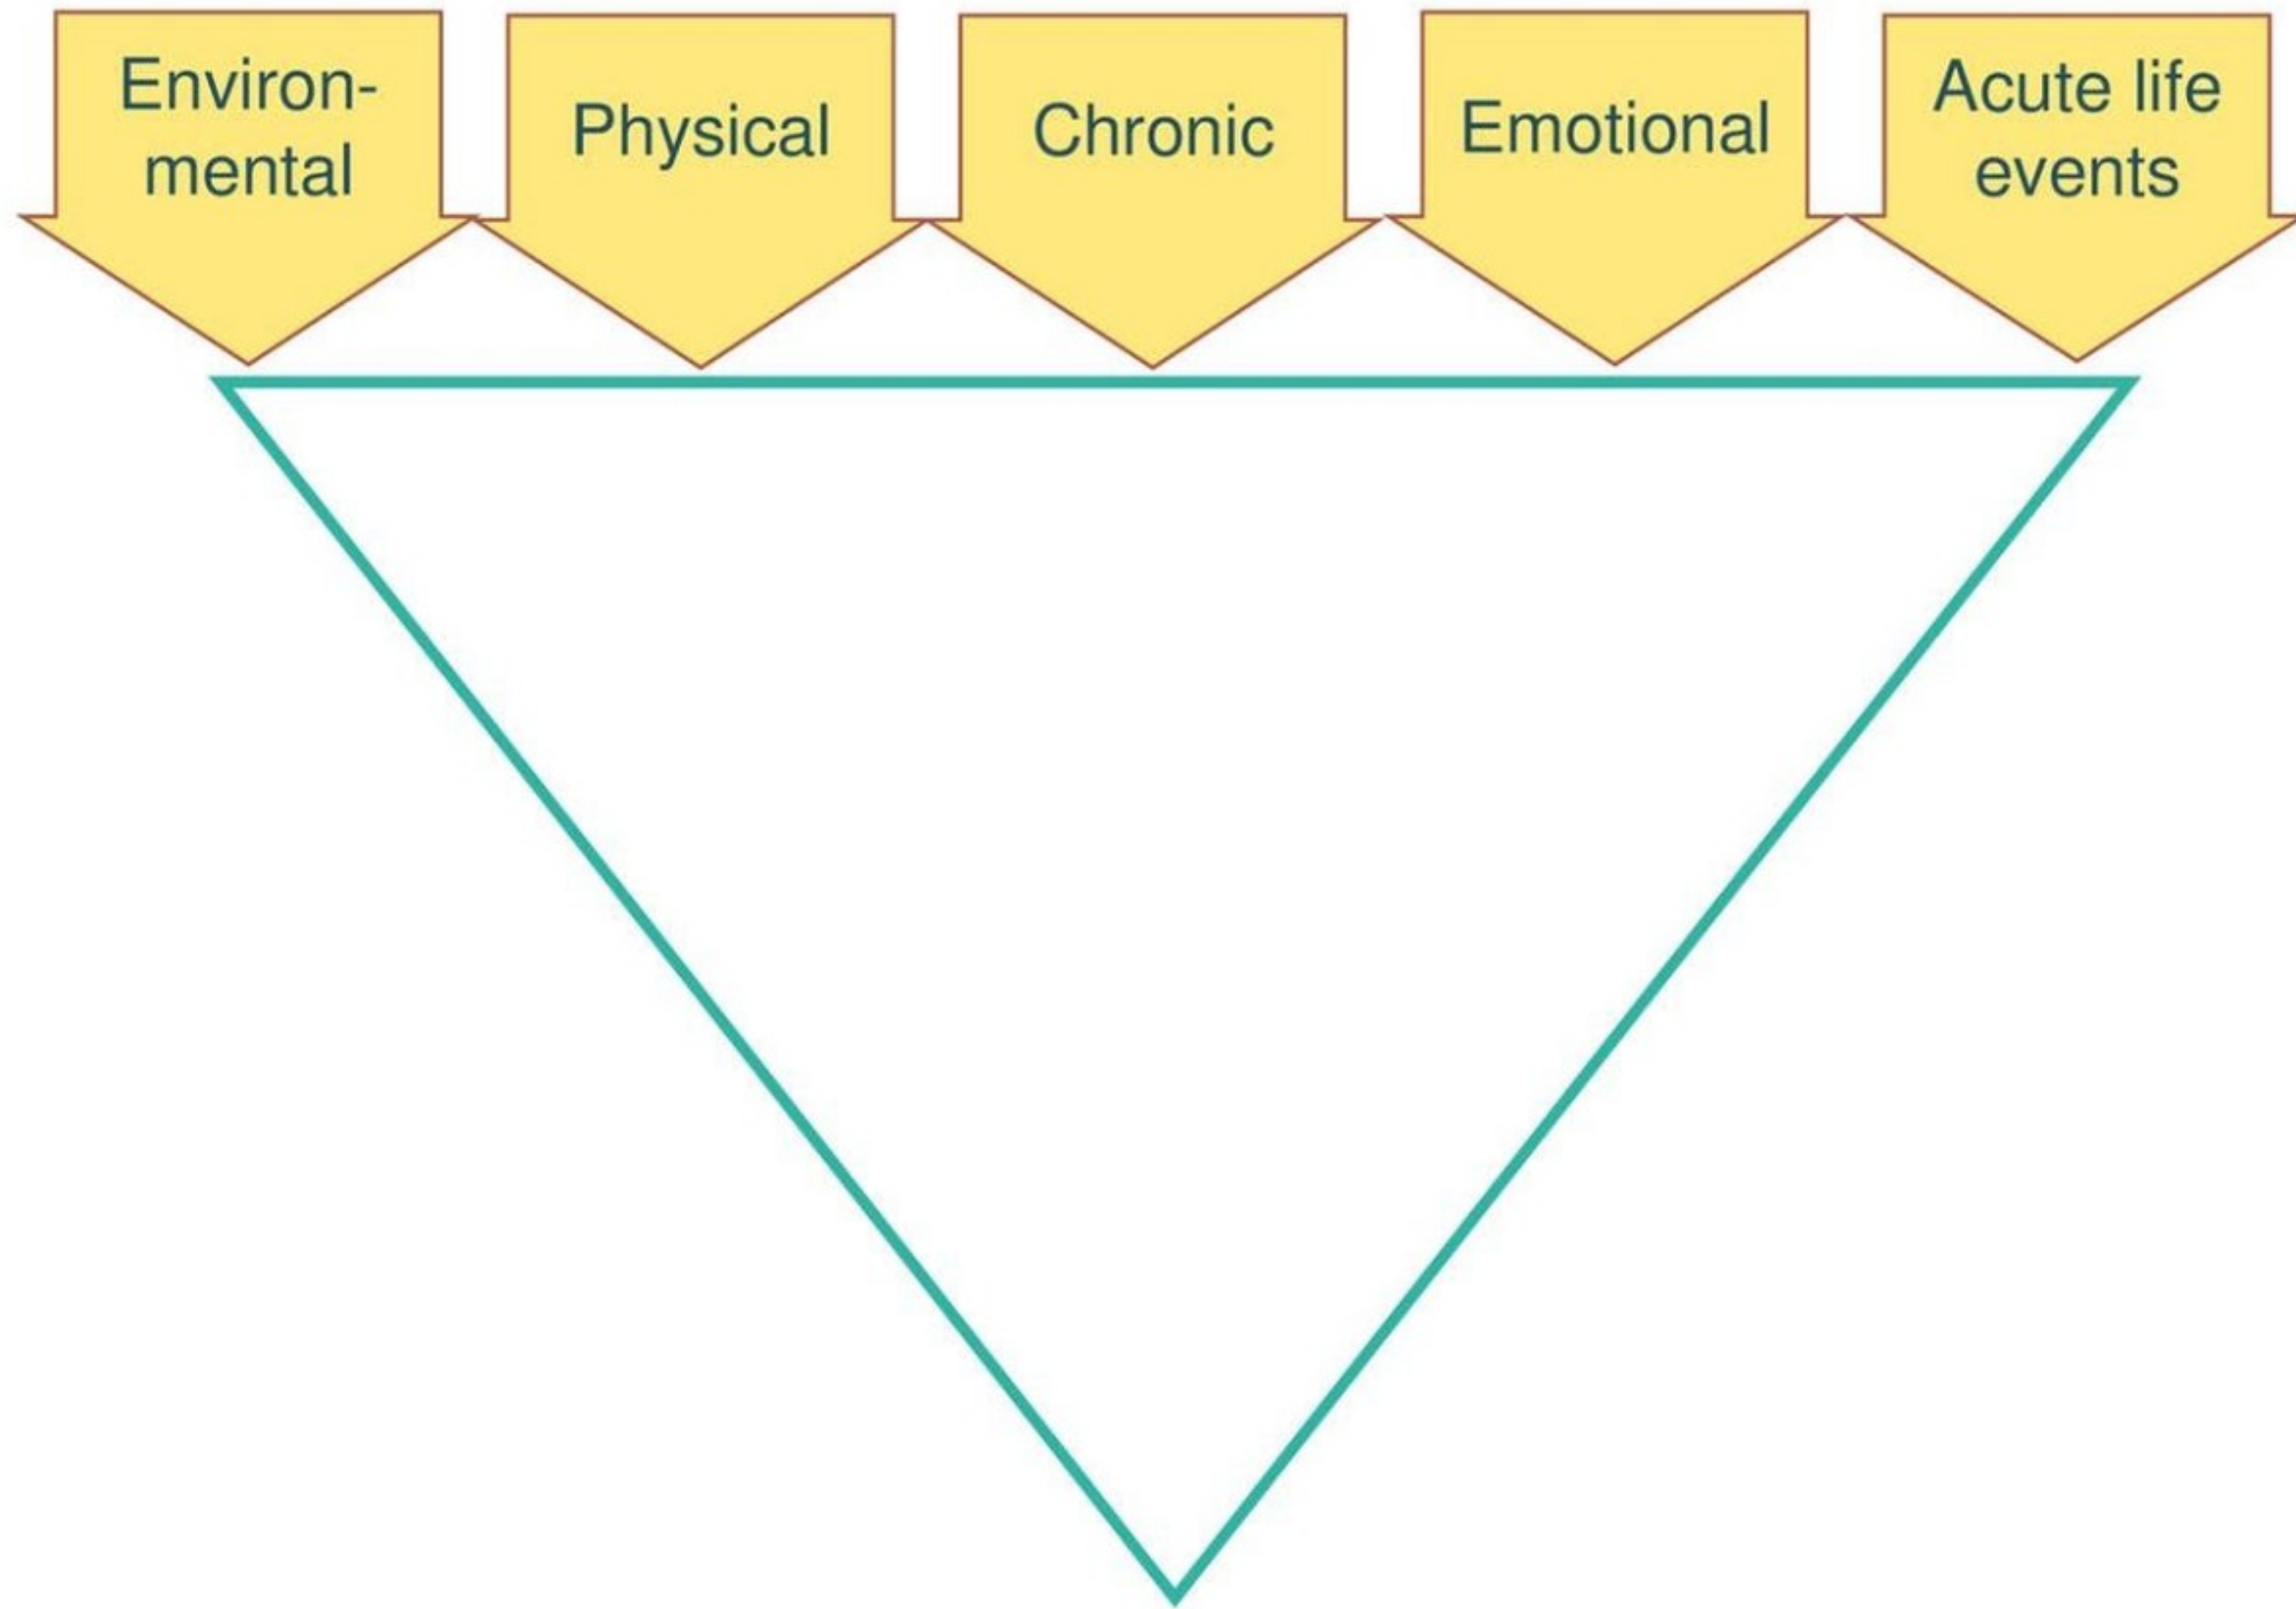 Environ-
mental
Physical
Chronic
Emotional
Acute life
events